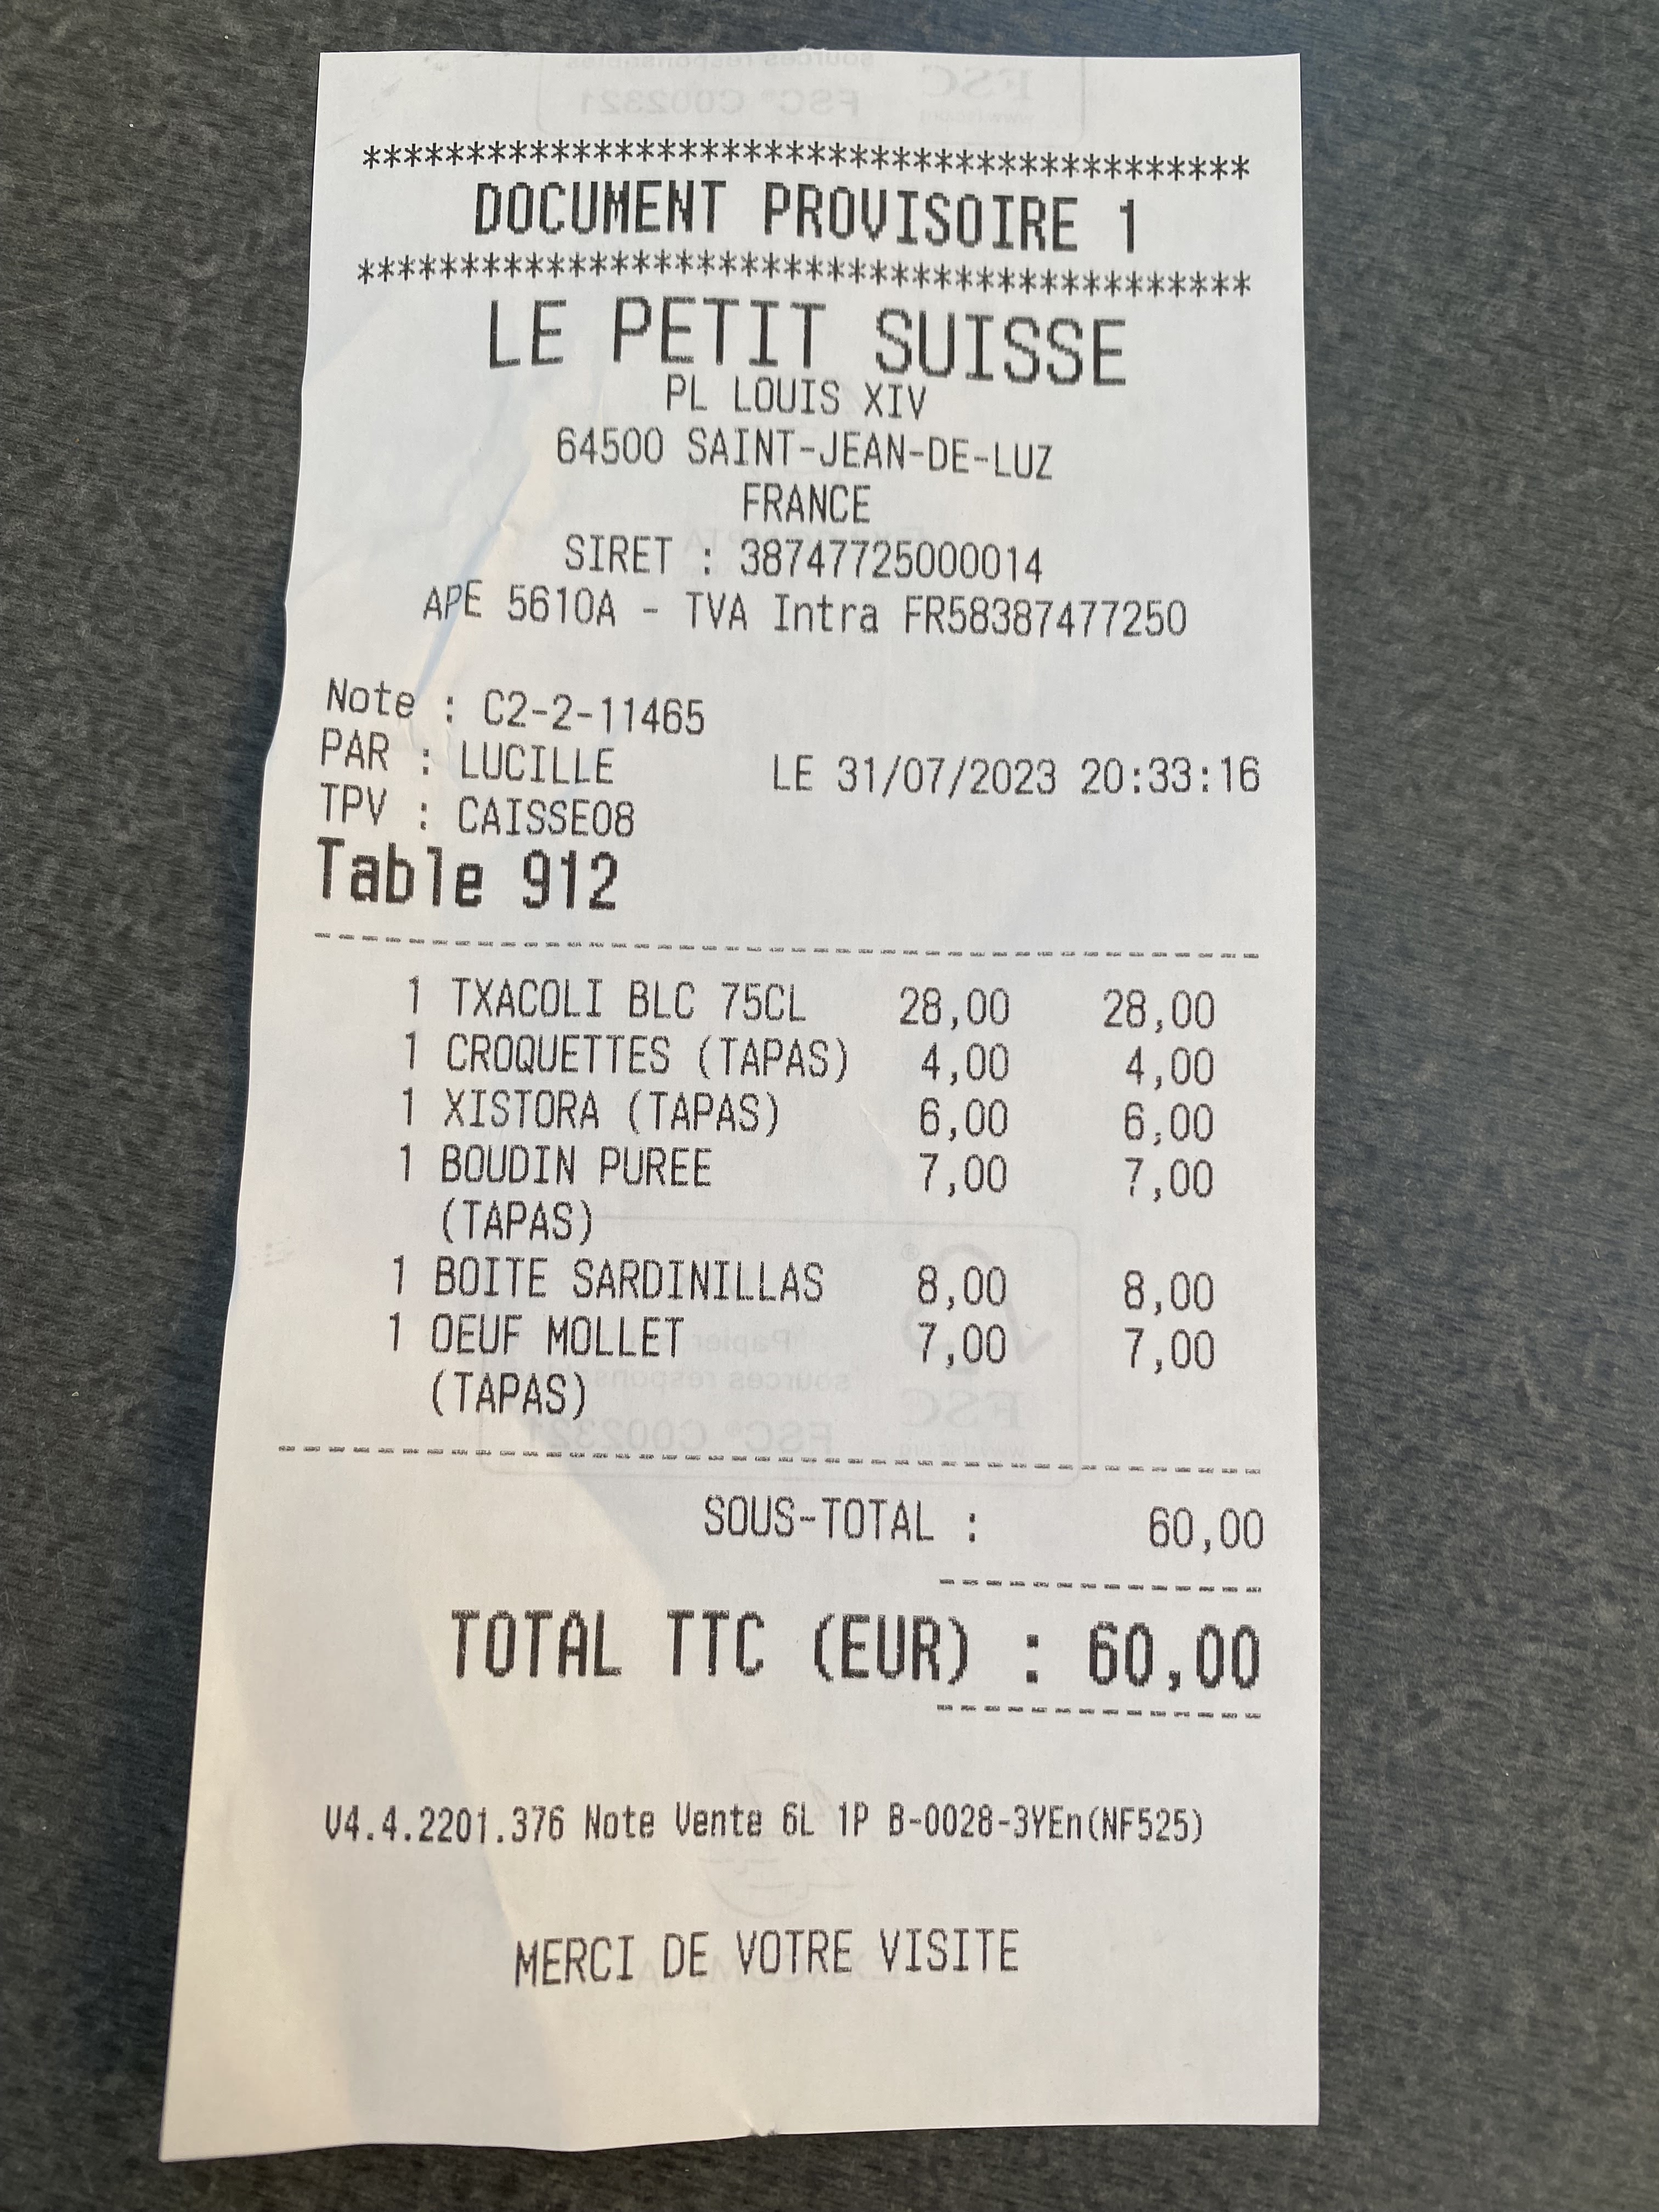 ******************************************
DOCUMENT PROVISOIRE 1
******************************************
LE PETIT SUISSE
PL LOUIS XIV
64500 SAINT-JEAN-DE-LUZ
FRANCE
SIRET : 38747725000014
APE 5610A - TVA Intra FR58387477250
Note : C2-2-11465
PAR : LUCILLE LE 31/07/2023 20:33:16
TPV : CAISSE08
Table 912
1 TXACOLI BLC 75CL 28,00 28,00
1 CROQUETTES (TAPAS) 4,00 4,00
1 XISTORA (TAPAS) 6,00 6,00
1 BOUDIN PUREE 7,00 7,00
(TAPAS)
1 BOITE SARDINILLAS 8,00 8,00
1 OEUF MOLLET 7,00 7,00
(TAPAS)
SOUS-TOTAL : 60,00
TOTAL TTC (EUR) : 60,00
V4.4.2201.376 Note Vente 6L 1P B-0028-3YEn(NF525)
MERCI DE VOTRE VISITE